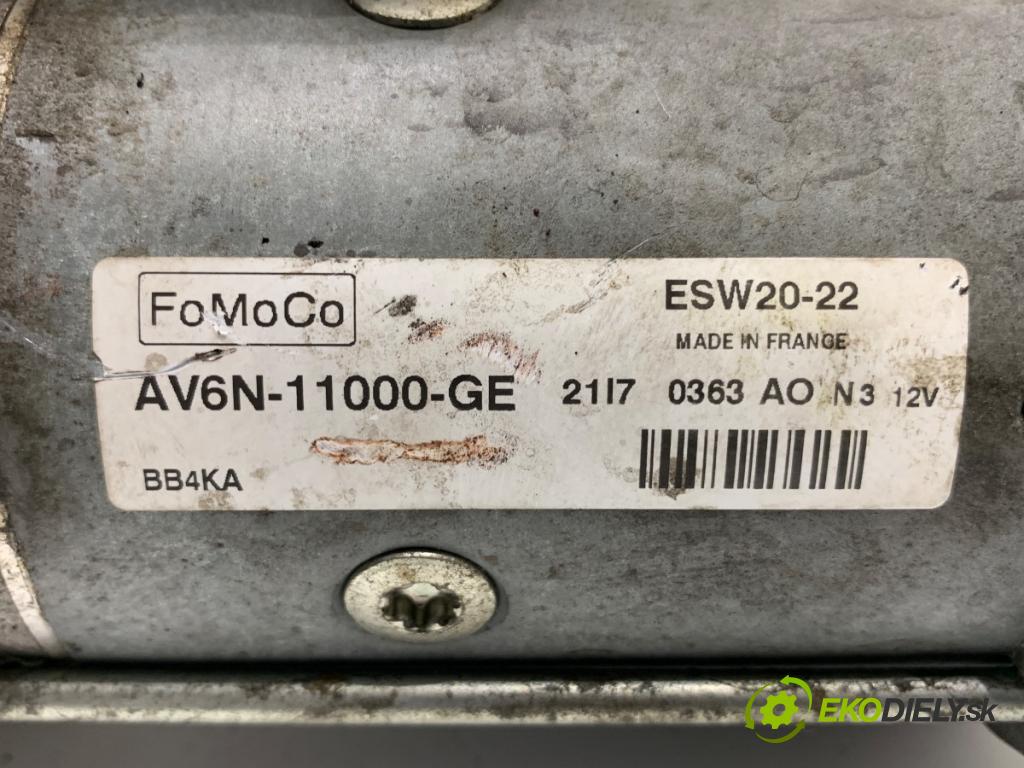 FoMoCo
ESW20-22
MADE IN FRANCE
AV6N-11000-GE 21I7 0363 AO N3 12V
BB4KA
EKODIELY.sk